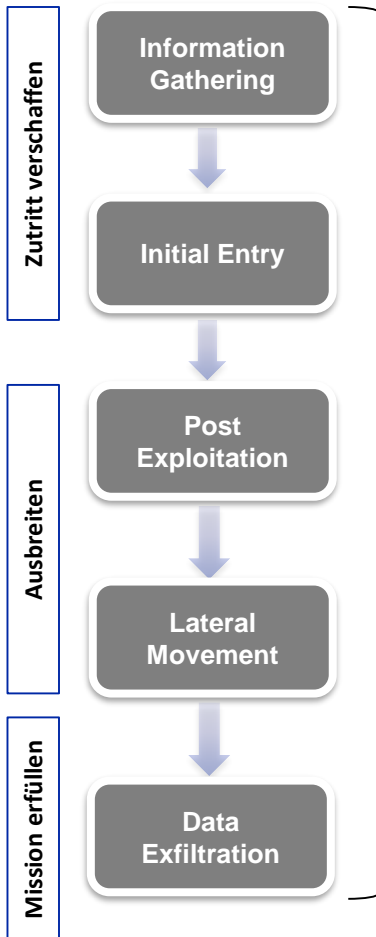 Zutritt verschaffen
Information
Gathering
Initial Entry
Ausbreiten
Post
Exploitation
Lateral
Movement
Mission erfüllen
Data
Exfiltration